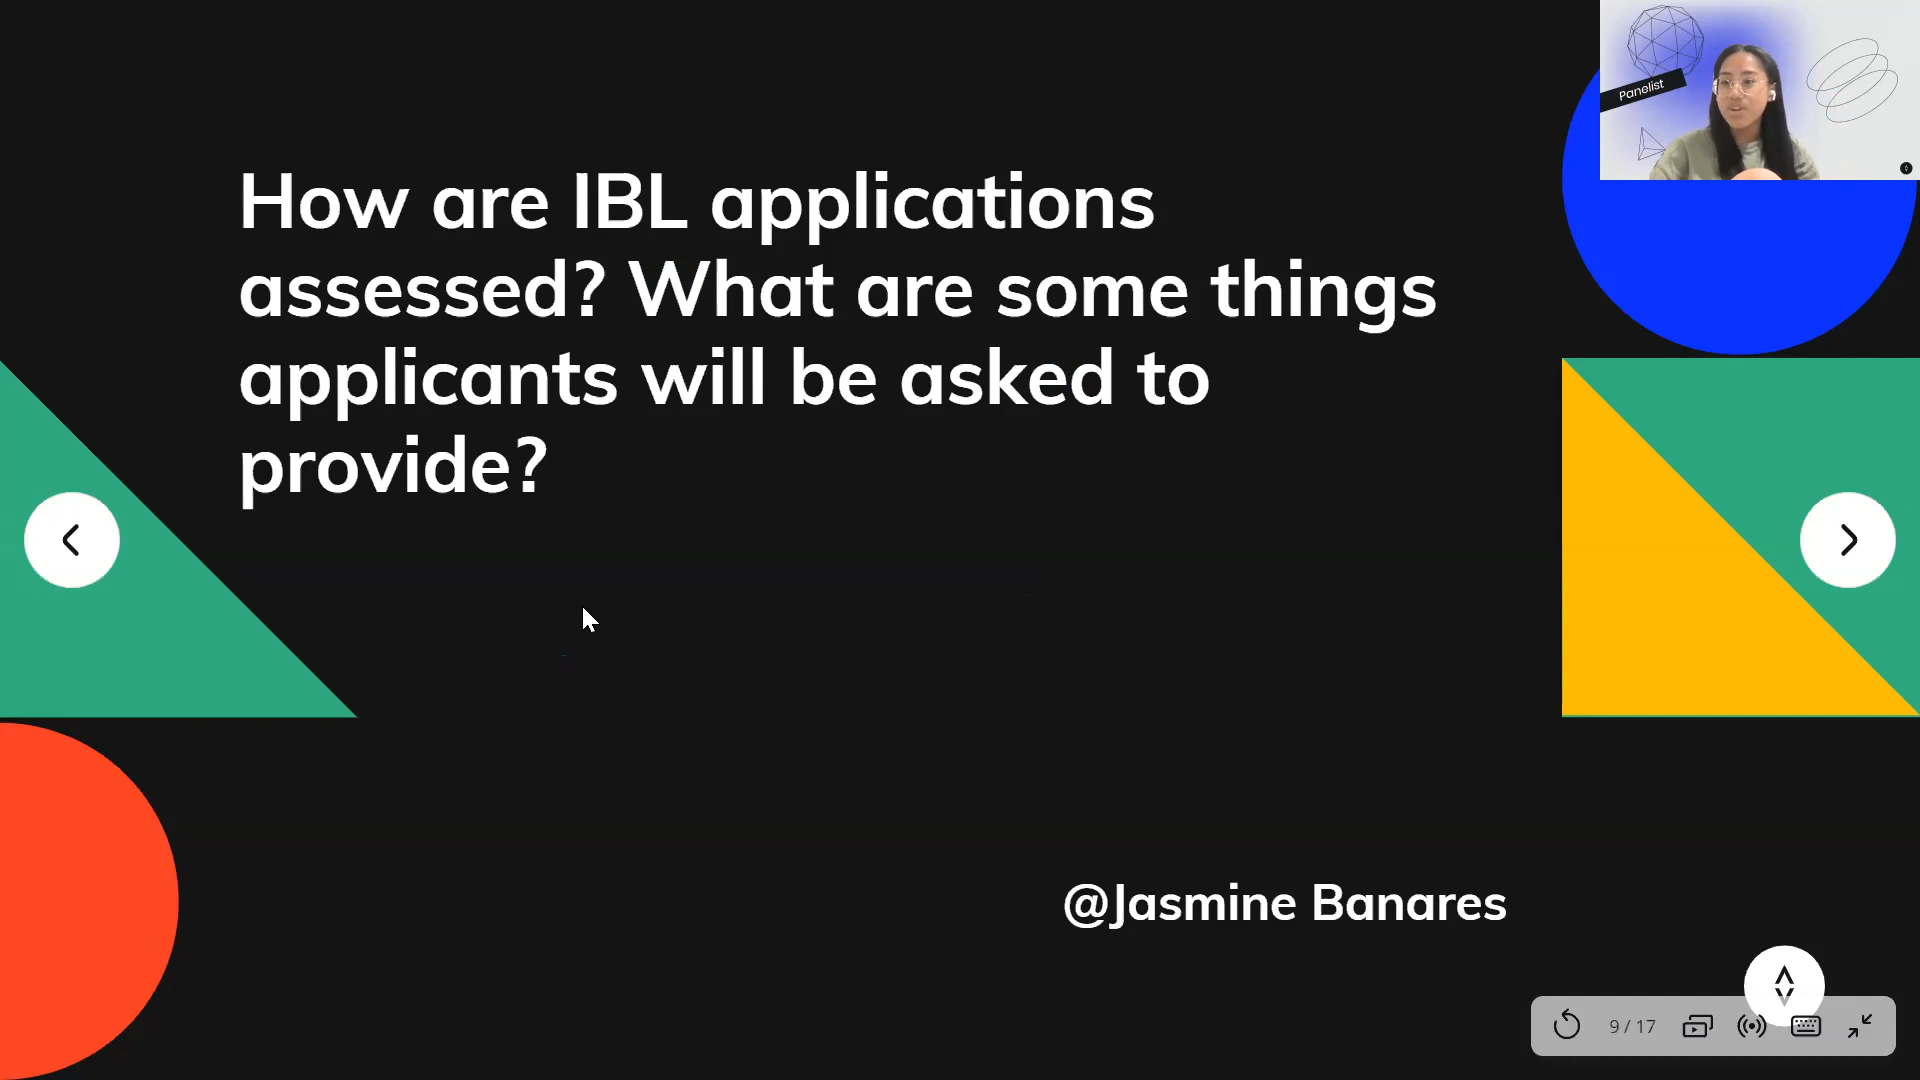 Panelist
How are IBL applications
assessed? What are some things
applicants will be asked to
provide?
@Jasmine Banares
9 / 17